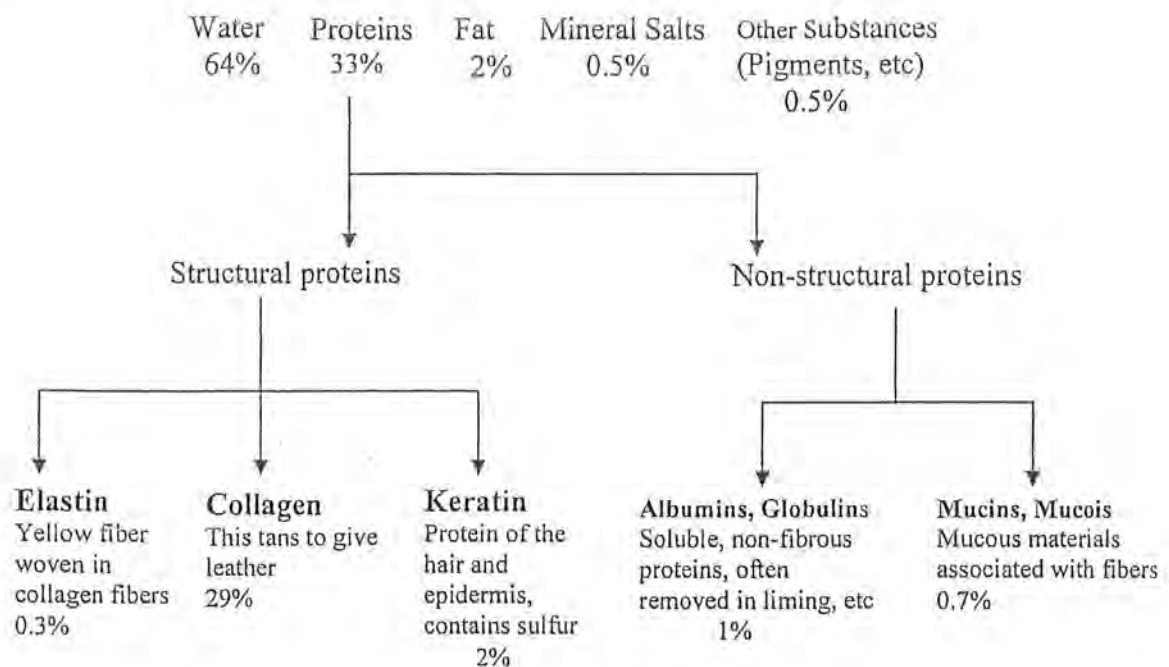 Water Proteins Fat Mineral Salts Other Substances
64% 33% 2% 0.5% (Pigments, etc)
0.5%
Structural proteins Non-structural proteins
Elastin
Yellow fiber
woven in
collagen fibers
0.3%
Collagen
This tans to give
leather
29%
Keratin
Protein of the
hair and
epidermis,
contains sulfur
2%
Albumins, Globulins
Soluble, non-fibrous
proteins, often
removed in liming, etc
1%
Mucins, Mucois
Mucous materials
associated with fibers
0.7%